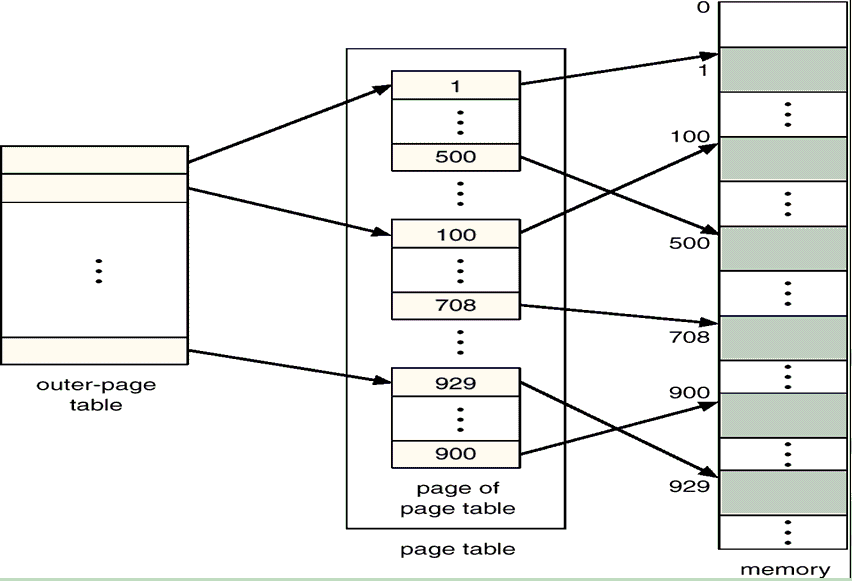 outer-page
table
1
500
100
708
929
900
page of
page table
page table
0
1
100
500
708
900
929
memory